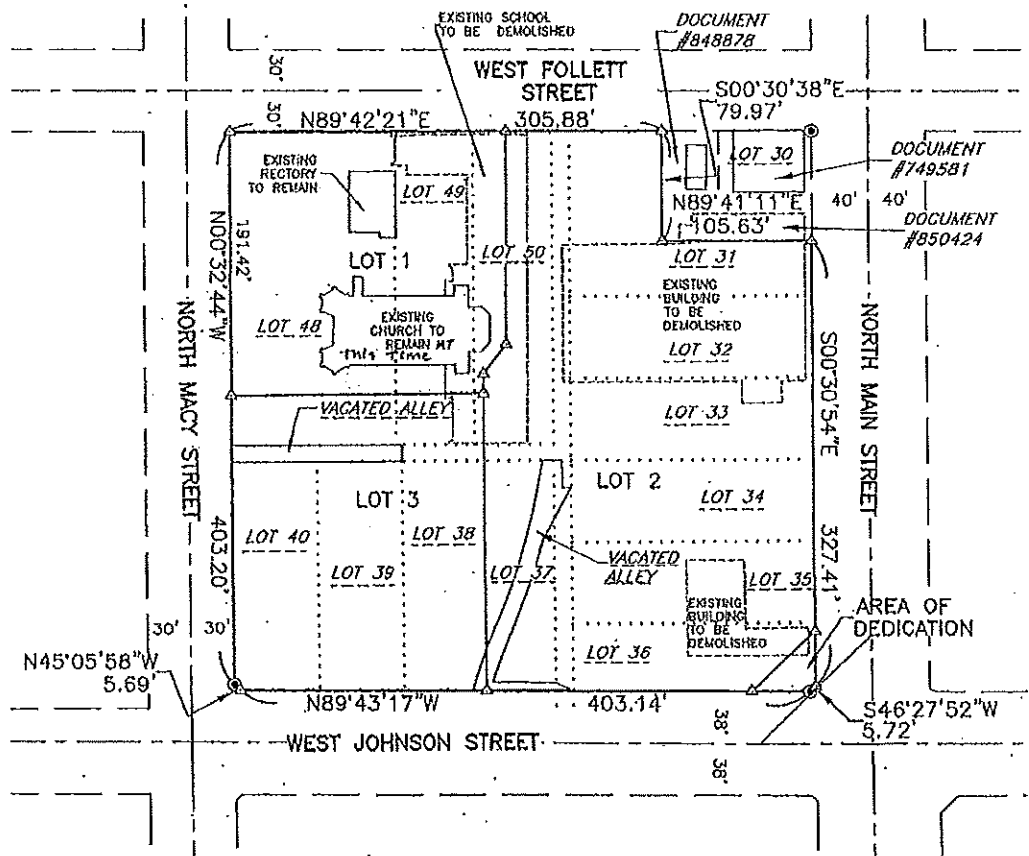 EXISTING SCHOOL
TO BE DEMOLISHED
DOCUMENT
#848878
WEST FOLLETT
STREET
S00°30'38"E
79.97'
30'
30'
N89°42'21"E
305.88'
LOT 30
DOCUMENT
#749581
EXISTING
RECTORY
TO REMAIN
LOT 49
N89°41'11"E
105.63'
40'
40'
DOCUMENT
#850424
N00°32'44"W
191.42'
LOT 1
LOT 50
LOT 31
EXISTING
BUILDING
TO BE
DEMOLISHED
LOT 48
EXISTING
CHURCH TO
REMAIN AT
this Time
LOT 32
NORTH MACY STREET
NORTH MAIN STREET
S00°30'54"E
327.41'
VACATED ALLEY
LOT 33
LOT 3
LOT 2
LOT 34
403.20'
LOT 40
LOT 39
LOT 38
LOT 37
VACATED
ALLEY
LOT 35
EXISTING
BUILDING
TO BE
DEMOLISHED
AREA OF
DEDICATION
30'
30'
LOT 36
N45°05'58"W
5.69'
N89°43'17"W
403.14'
S46°27'52"W
5.72'
WEST JOHNSON STREET
38'
38'